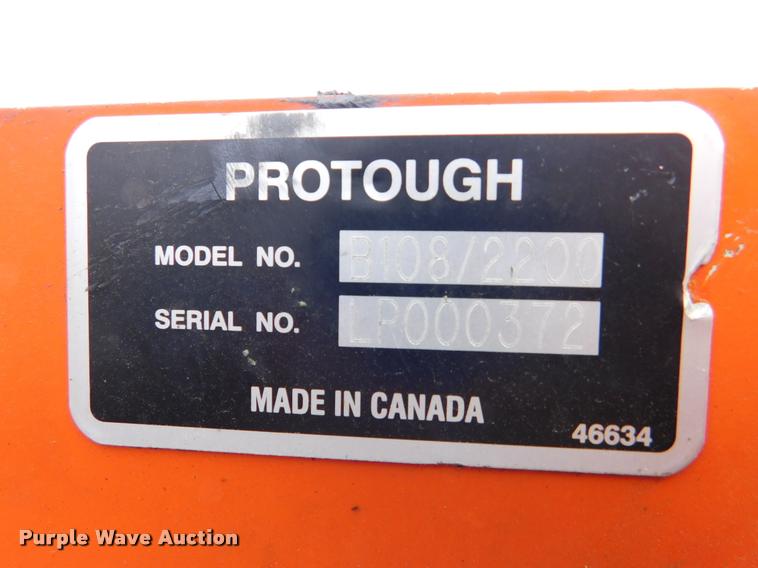 PROTOUGH
MODEL NO. B108/2200
SERIAL NO. LP000372
MADE IN CANADA
46634
Purple Wave Auction